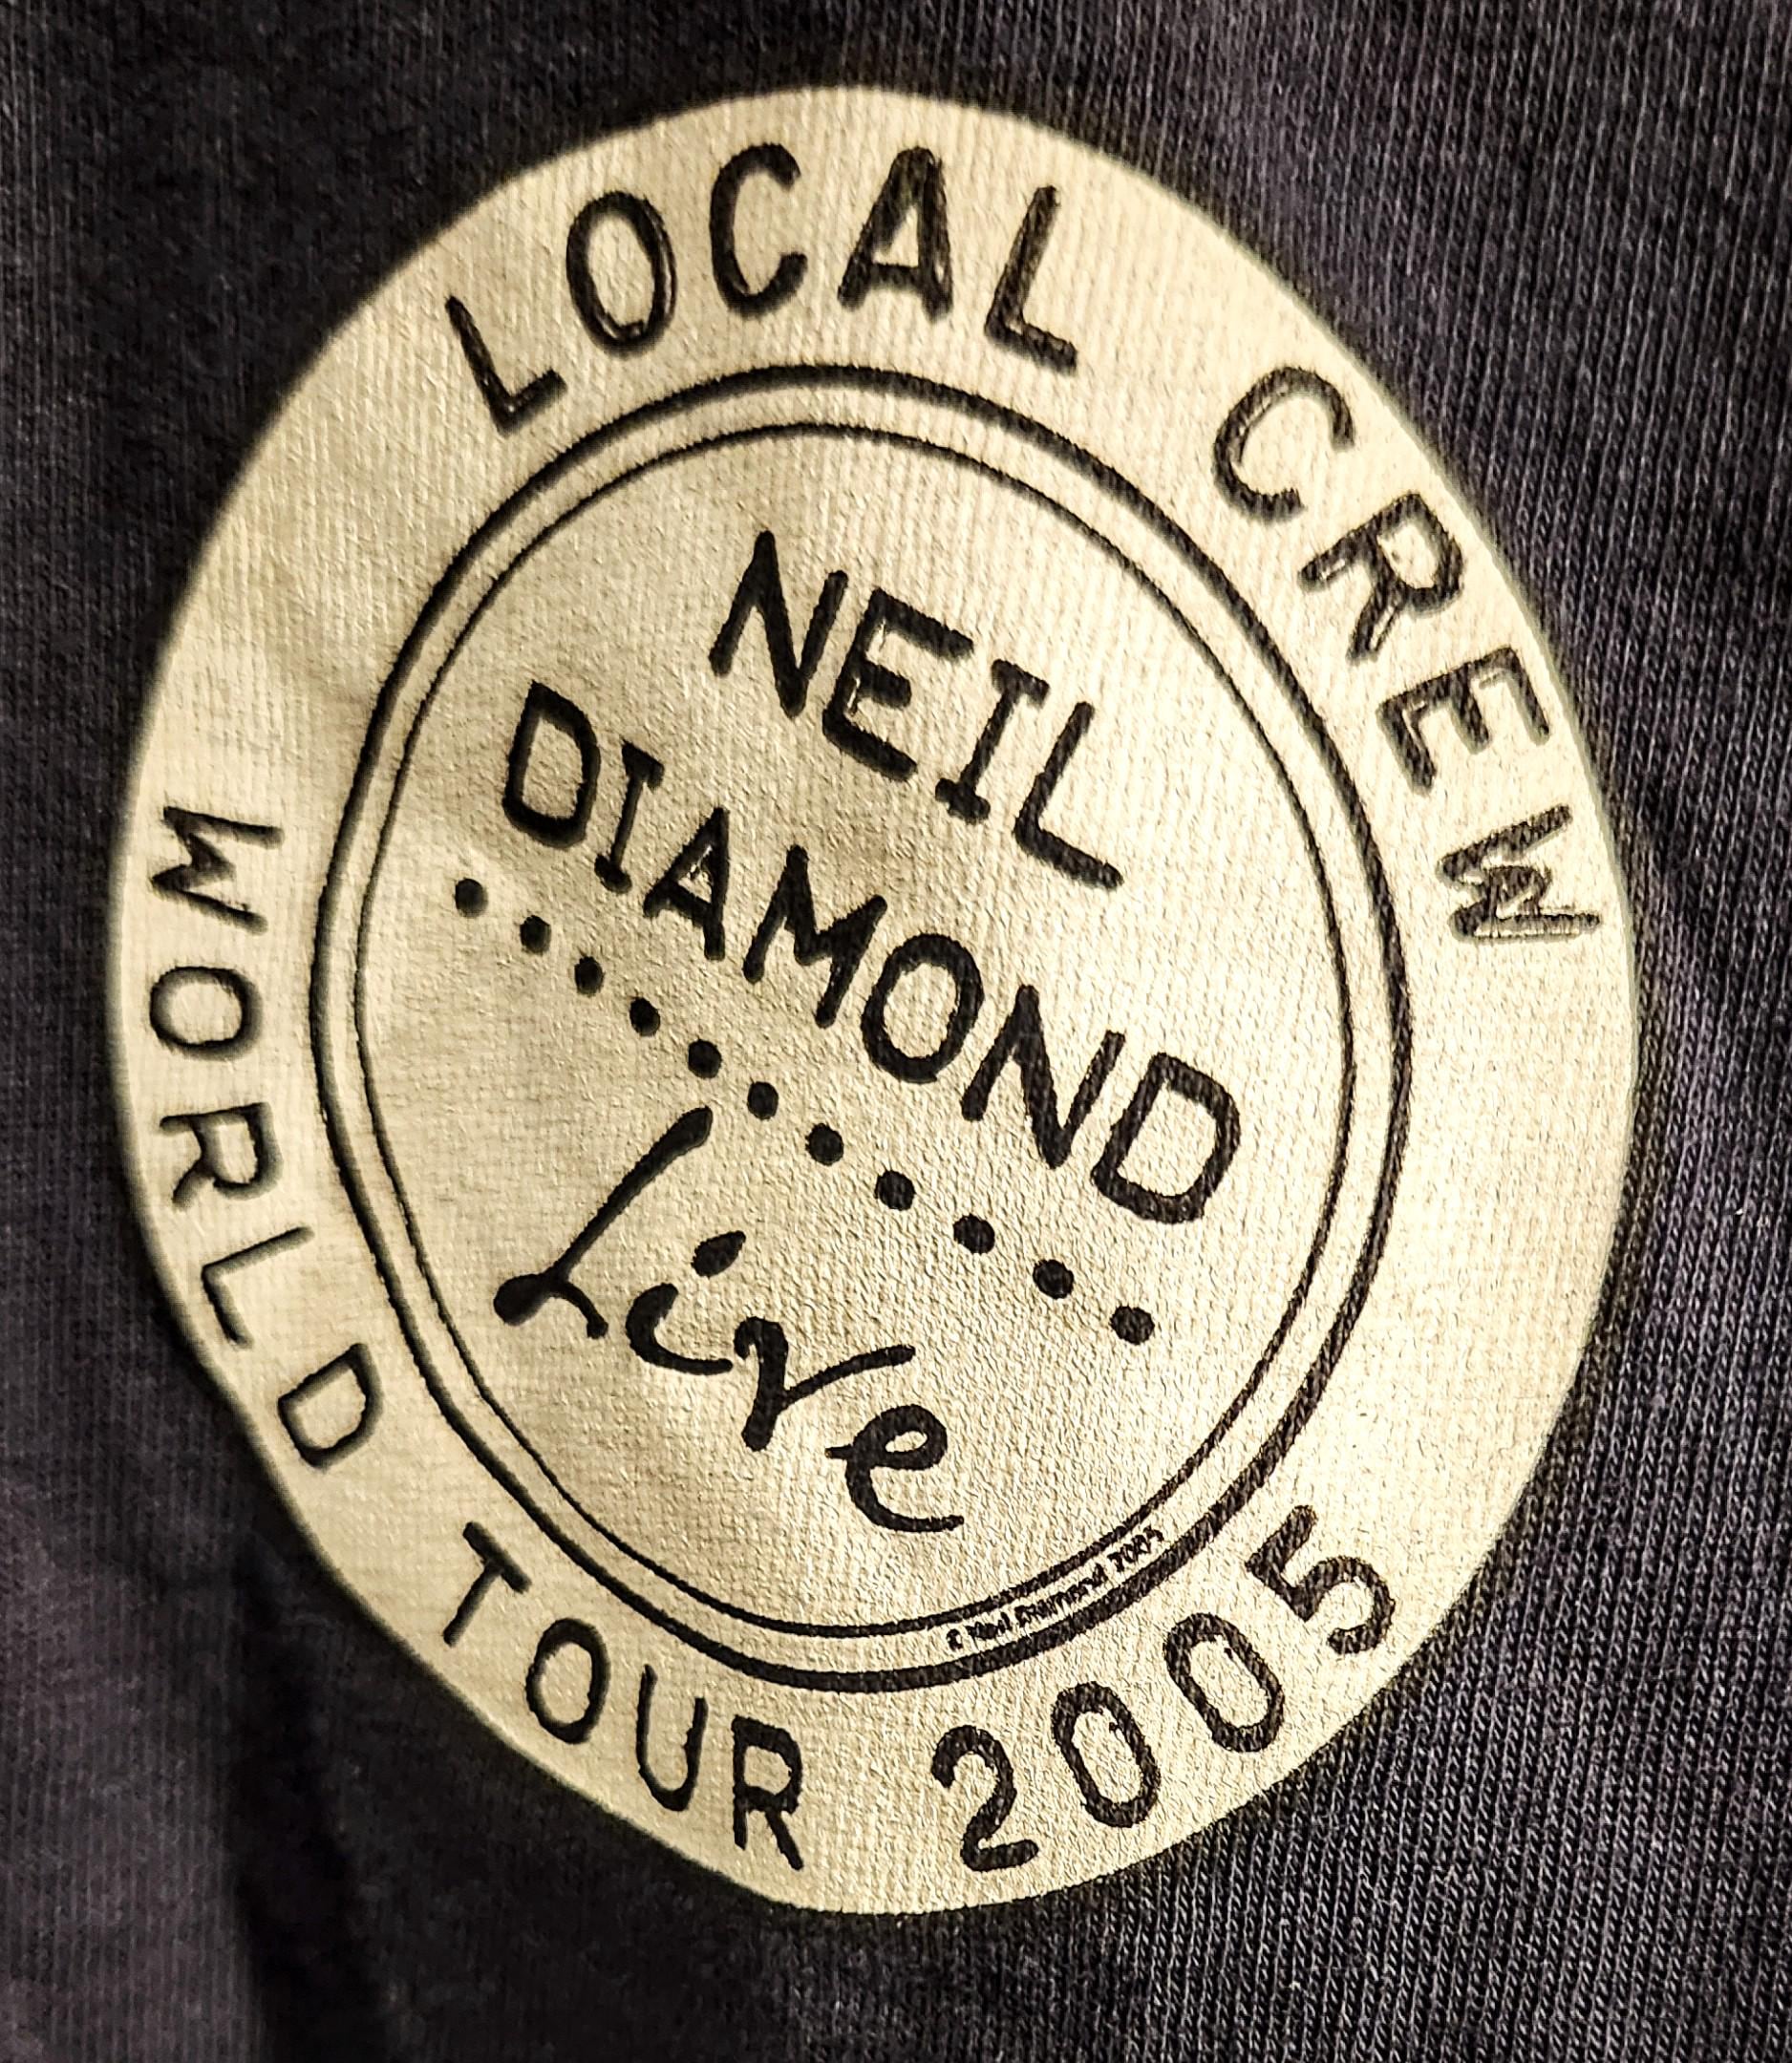 LOCAL CREW
NEIL
DIAMOND
Live
© Neil Diamond 2005
WORLD TOUR 2005